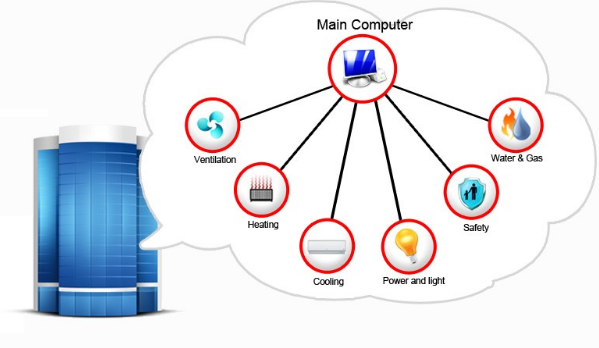 Main Computer
Ventilation
Water & Gas
Heating
Safety
Cooling
Power and light